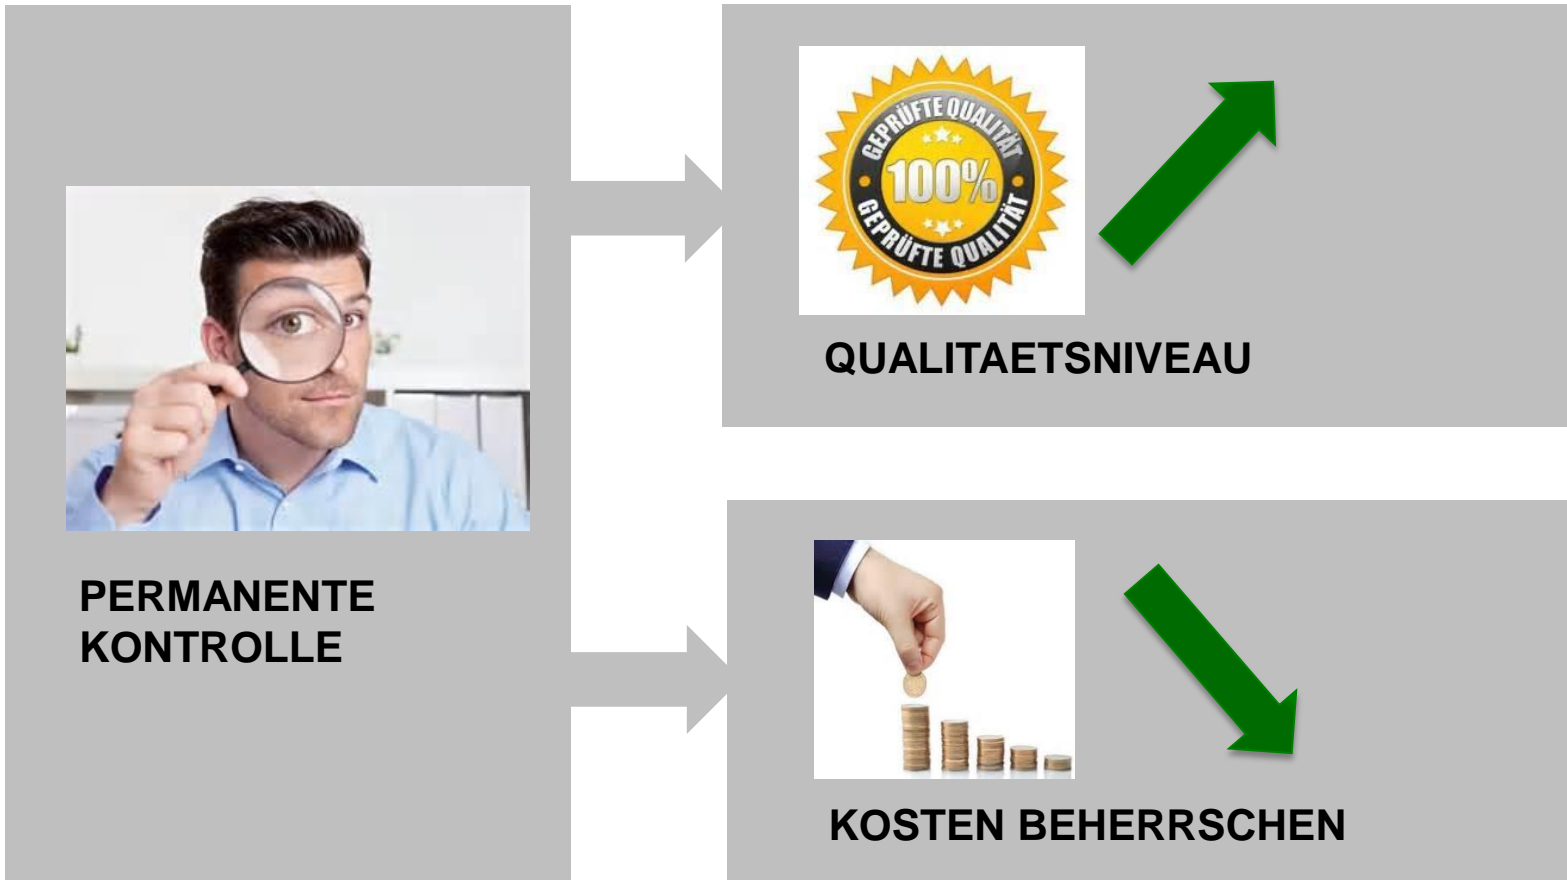 PERMANENTE
KONTROLLE
GEPRÜFTE QUALITÄT
100%
GEPRÜFTE QUALITÄT
QUALITAETSNIVEAU
KOSTEN BEHERRSCHEN